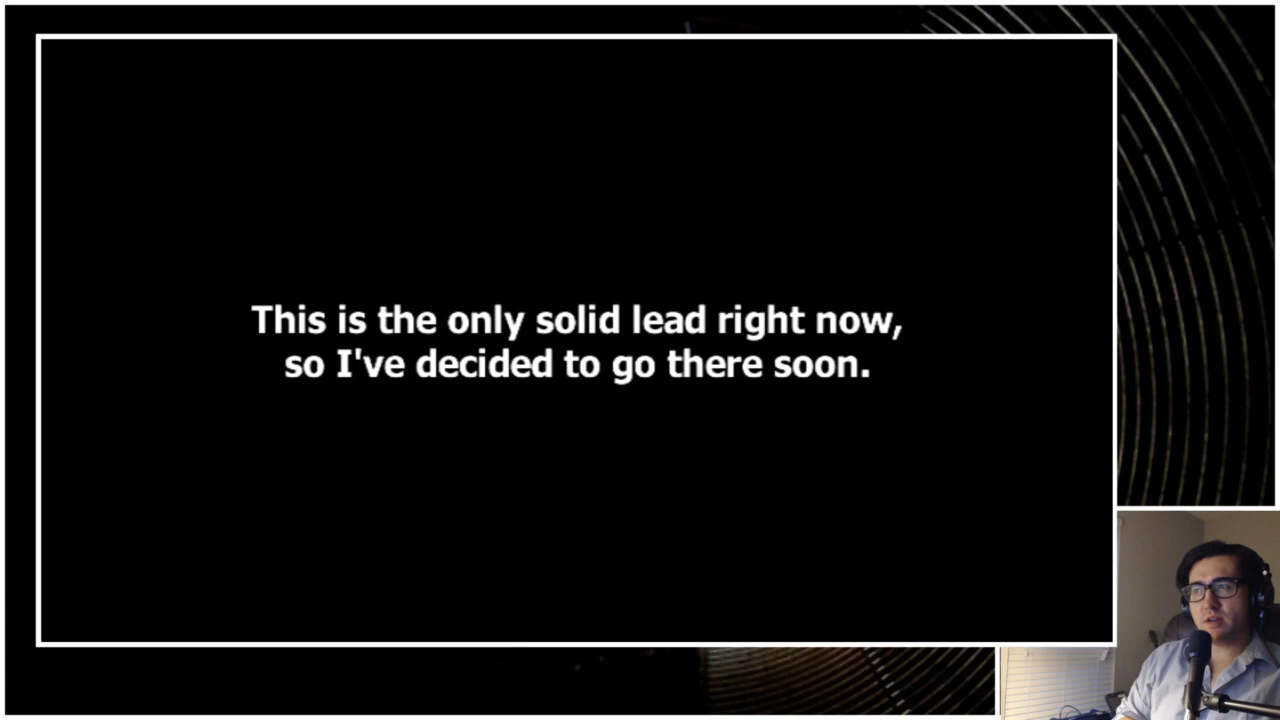 This is the only solid lead right now,
so I've decided to go there soon.